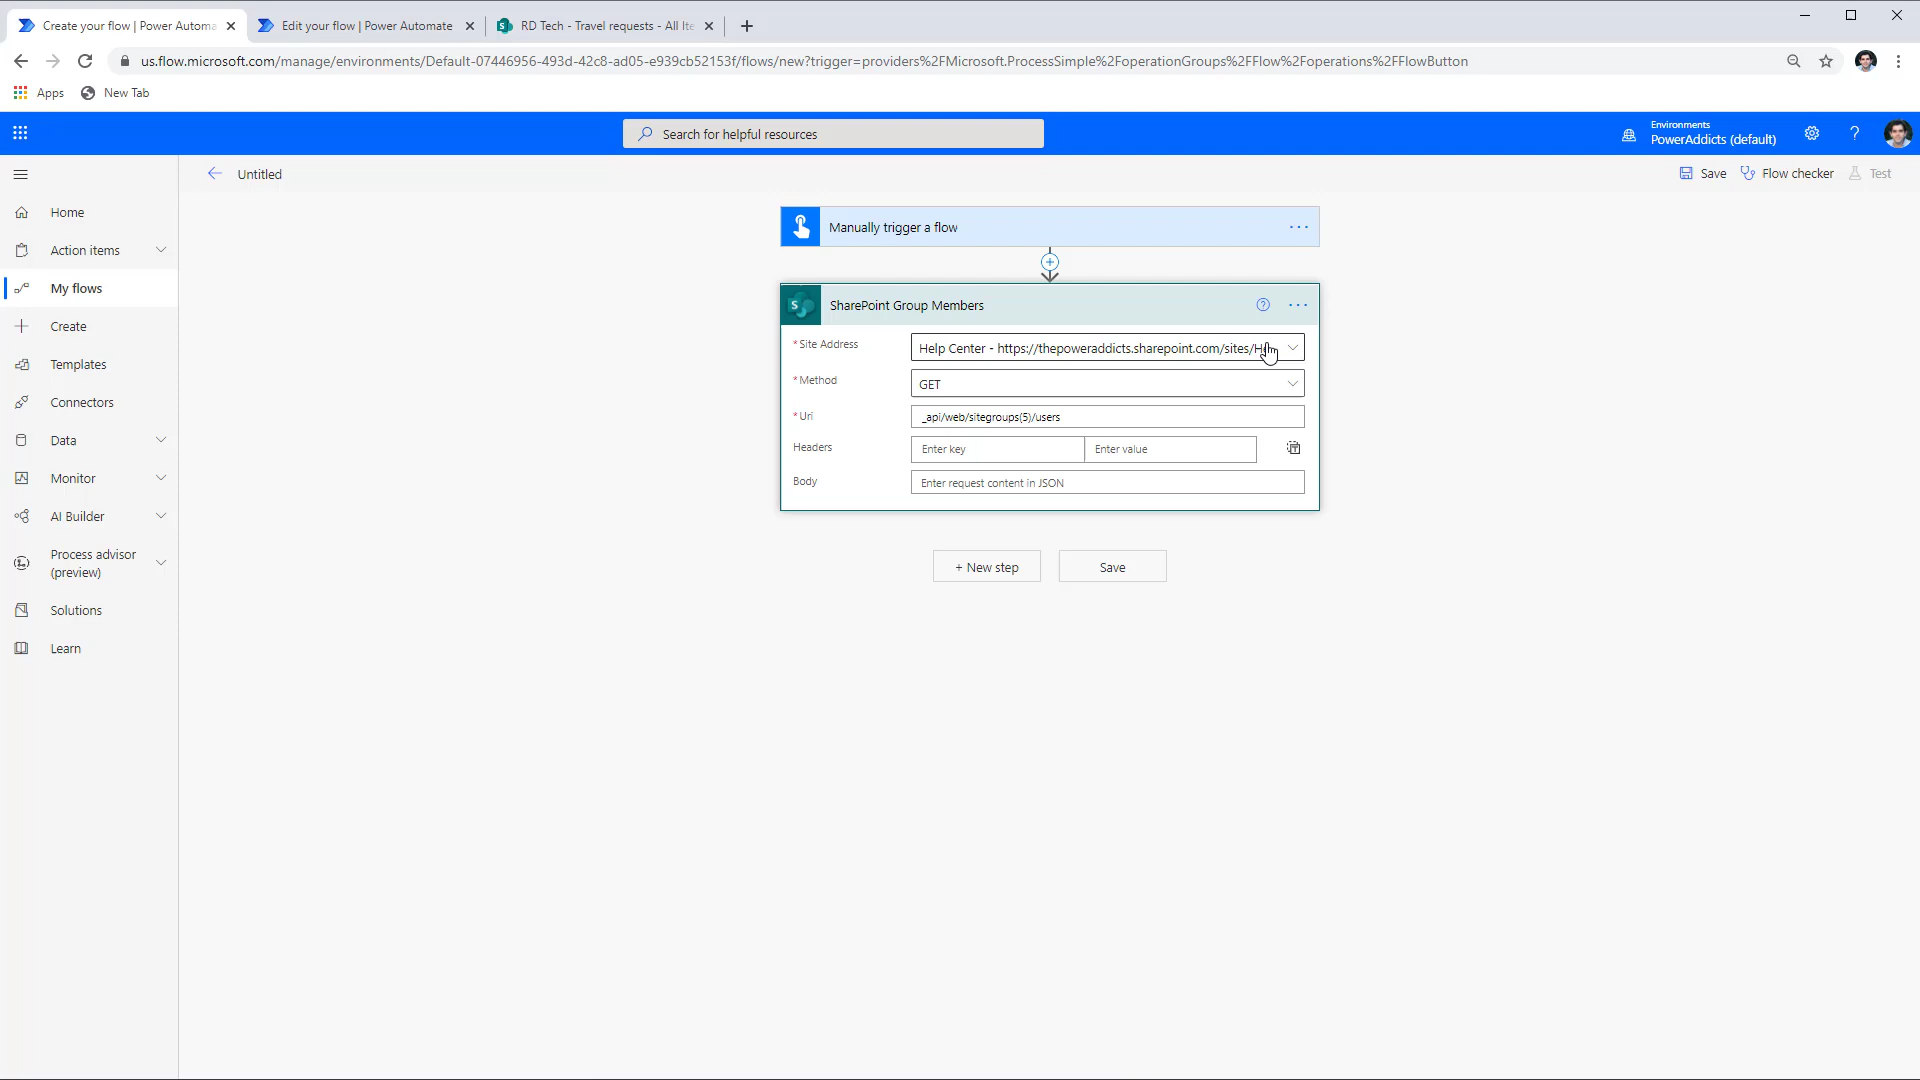 Create your flow | Power Automa
Edit your flow | Power Automate
RD Tech - Travel requests - All Ite
us.flow.microsoft.com/manage/environments/Default-07446956-493d-42c8-ad05-e939cb52153f/flows/new?trigger=providers%2FMicrosoft.ProcessSimple%2FoperationGroups%2FFlow%2Foperations%2FFlowButton
Apps
New Tab
Search for helpful resources
Environments
PowerAddicts (default)
?
Untitled
Save
Flow checker
Test
Home
Action items
My flows
Create
Templates
Connectors
Data
Monitor
AI Builder
Process advisor
(preview)
Solutions
Learn
Manually trigger a flow
SharePoint Group Members
* Site Address
Help Center - https://thepoweraddicts.sharepoint.com/sites/H
* Method
GET
* Uri
_api/web/sitegroups(5)/users
Headers
Enter key
Enter value
Body
Enter request content in JSON
+ New step
Save